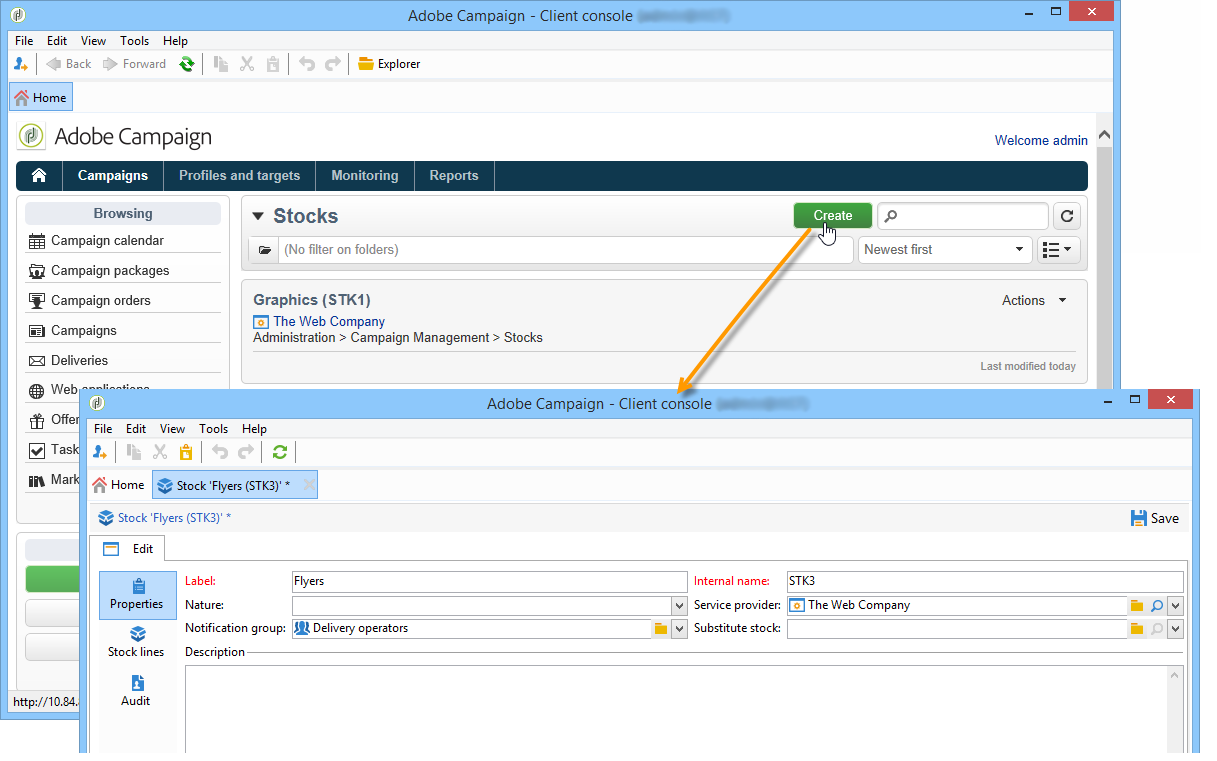 Adobe Campaign - Client console
File Edit View Tools Help
Back Forward Explorer
Home
Adobe Campaign
Welcome admin
Campaigns Profiles and targets Monitoring Reports
Browsing
Campaign calendar
Campaign packages
Campaign orders
Campaigns
Deliveries
Web applications
Offer
Task
Mark
http://10.84.
Stocks
Create
(No filter on folders)
Newest first
Graphics (STK1)
Actions
The Web Company
Administration > Campaign Management > Stocks
Last modified today
Adobe Campaign - Client console
File Edit View Tools Help
Home Stock 'Flyers (STK3)' *
Stock 'Flyers (STK3)' *
Save
Edit
Properties
Stock lines
Audit
Label: Flyers Internal name: STK3
Nature: Service provider: The Web Company
Notification group: Delivery operators Substitute stock:
Description